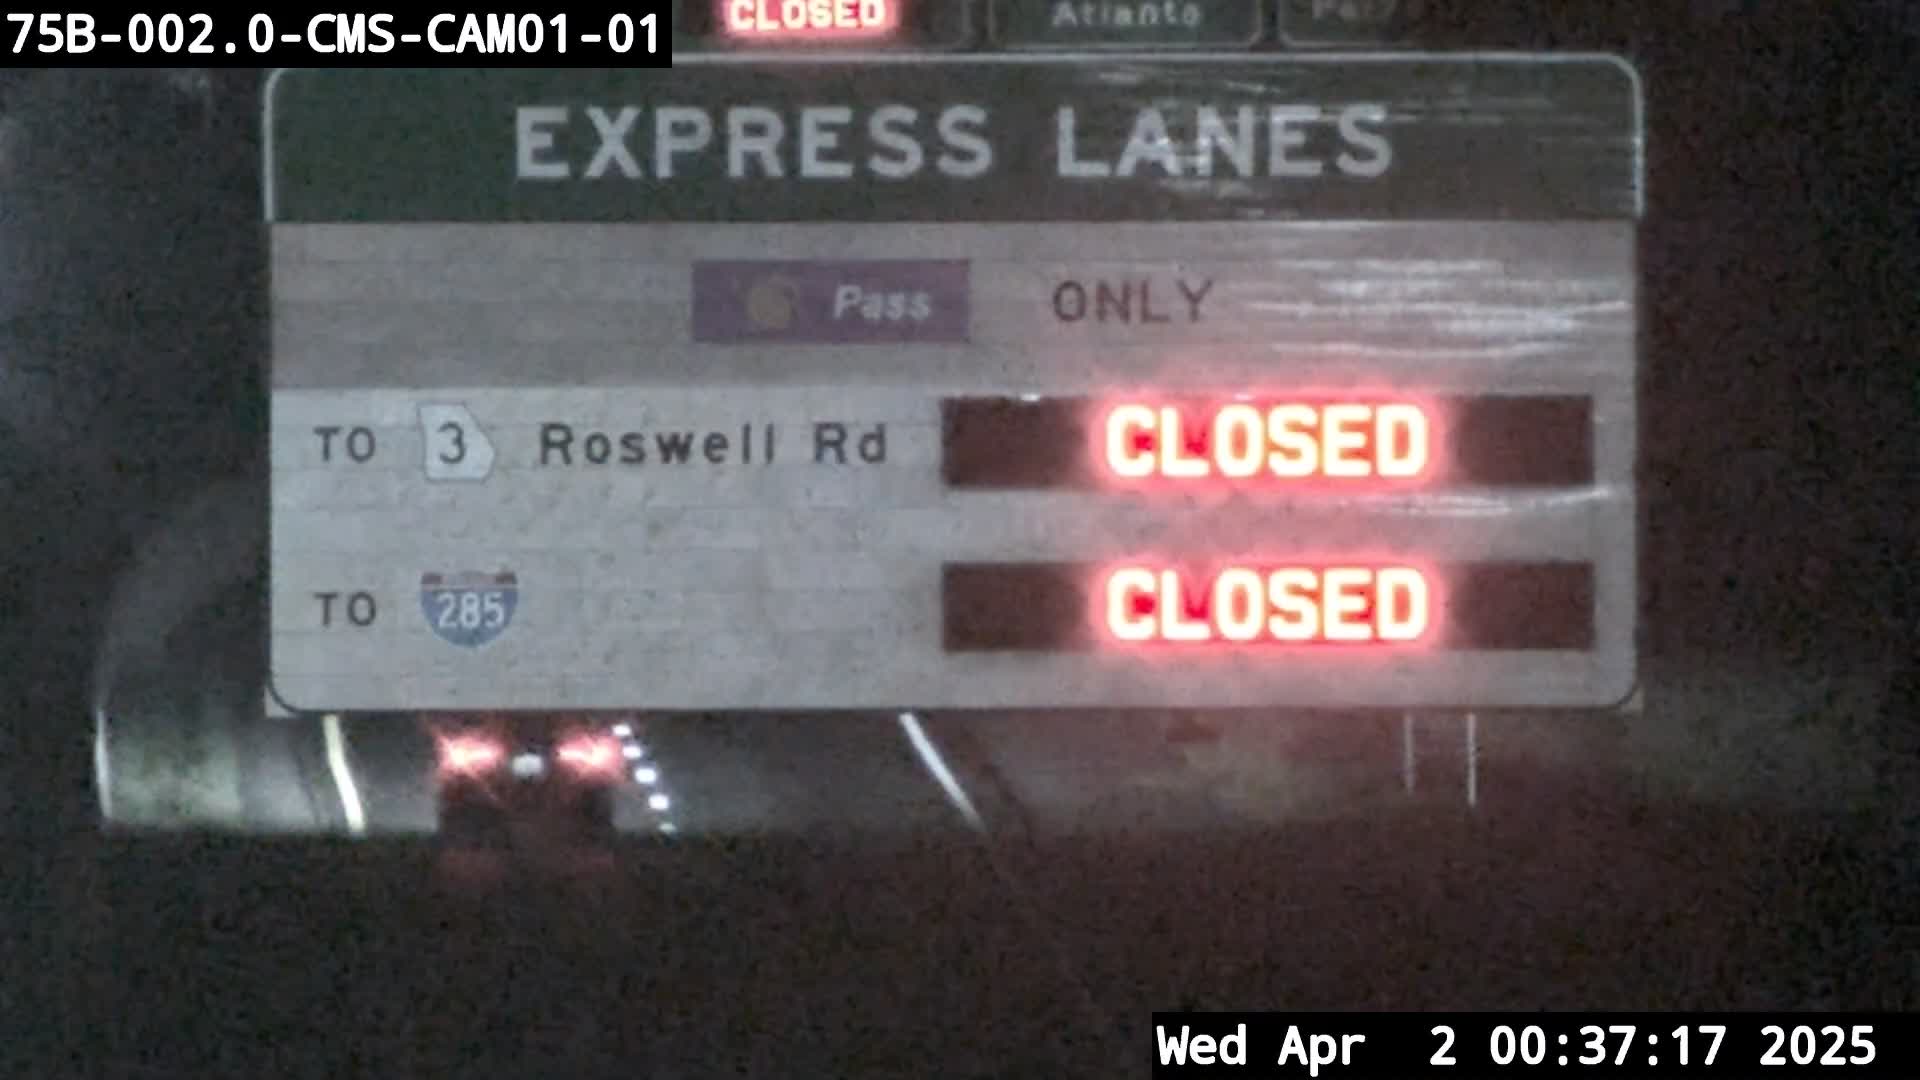 75B-002.0-CMS-CAM01-01
CLOSED
Atlanta
EXPRESS LANES
Pass ONLY
TO 3 Roswell Rd CLOSED
TO 285 CLOSED
Wed Apr 2 00:37:17 2025